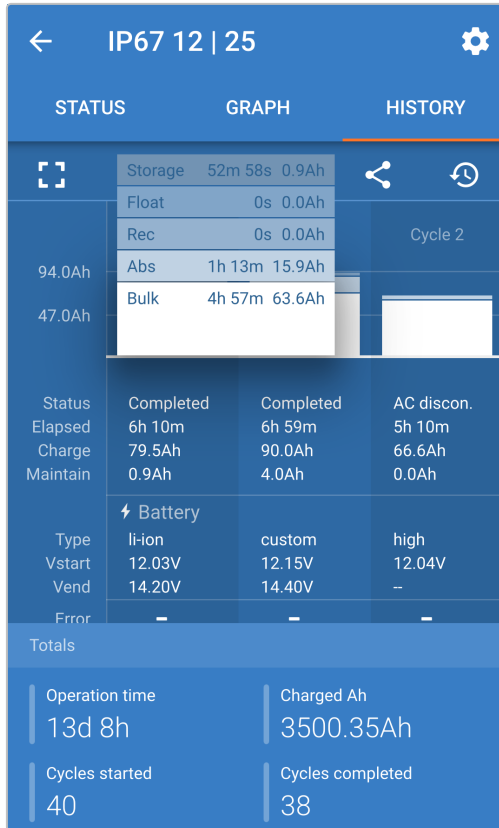 IP67 12 | 25
STATUS GRAPH HISTORY
Storage 52m 58s 0.9Ah
Float 0s 0.0Ah
Rec 0s 0.0Ah
Abs 1h 13m 15.9Ah
Bulk 4h 57m 63.6Ah
Cycle 2
94.0Ah
47.0Ah
Status Completed Completed AC discon.
Elapsed 6h 10m 6h 59m 5h 10m
Charge 79.5Ah 90.0Ah 66.6Ah
Maintain 0.9Ah 4.0Ah 0.0Ah
Battery
Type li-ion custom high
Vstart 12.03V 12.15V 12.04V
Vend 14.20V 14.40V --
Error – – –
Totals
Operation time Charged Ah
13d 8h 3500.35Ah
Cycles started Cycles completed
40 38